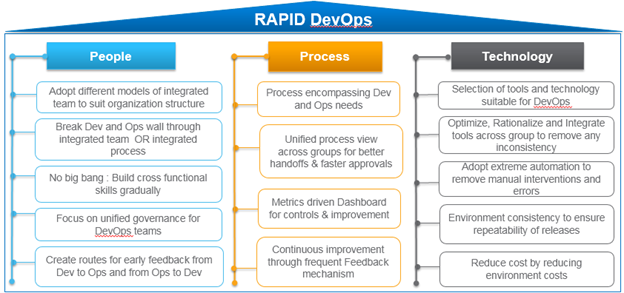 RAPID DevOps
People
Adopt different models of integrated
team to suit organization structure
Break Dev and Ops wall through
integrated team OR integrated
process
No big bang : Build cross functional
skills gradually
Focus on unified governance for
DevOps teams
Create routes for early feedback from
Dev to Ops and from Ops to Dev
Process
Process encompassing Dev
and Ops needs
Unified process view
across groups for better
handoffs & faster approvals
Metrics driven Dashboard
for controls & improvement
Continuous improvement
through frequent Feedback
mechanism
Technology
Selection of tools and technology
suitable for DevOps
Optimize, Rationalize and Integrate
tools across group to remove any
inconsistency
Adopt extreme automation to
remove manual interventions and
errors
Environment consistency to ensure
repeatability of releases
Reduce cost by reducing
environment costs